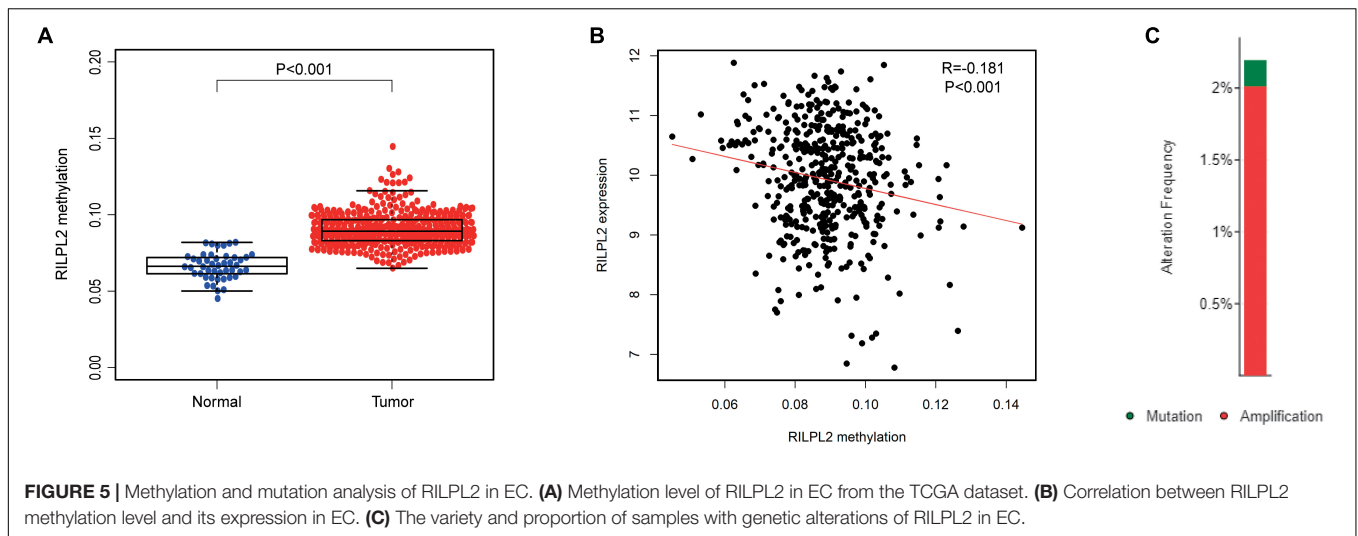 A
RILPL2 methylation
0.20
0.15
0.10
0.05
0.00
P<0.001
Normal
Tumor
B
RILPL2 expression
12
11
10
9
8
7
R=-0.181
P<0.001
0.06
0.08
0.10
0.12
0.14
RILPL2 methylation
C
Alteration Frequency
2%
1.5%
1%
0.5%
Mutation
Amplification
FIGURE 5 | Methylation and mutation analysis of RILPL2 in EC. (A) Methylation level of RILPL2 in EC from the TCGA dataset. (B) Correlation between RILPL2
methylation level and its expression in EC. (C) The variety and proportion of samples with genetic alterations of RILPL2 in EC.